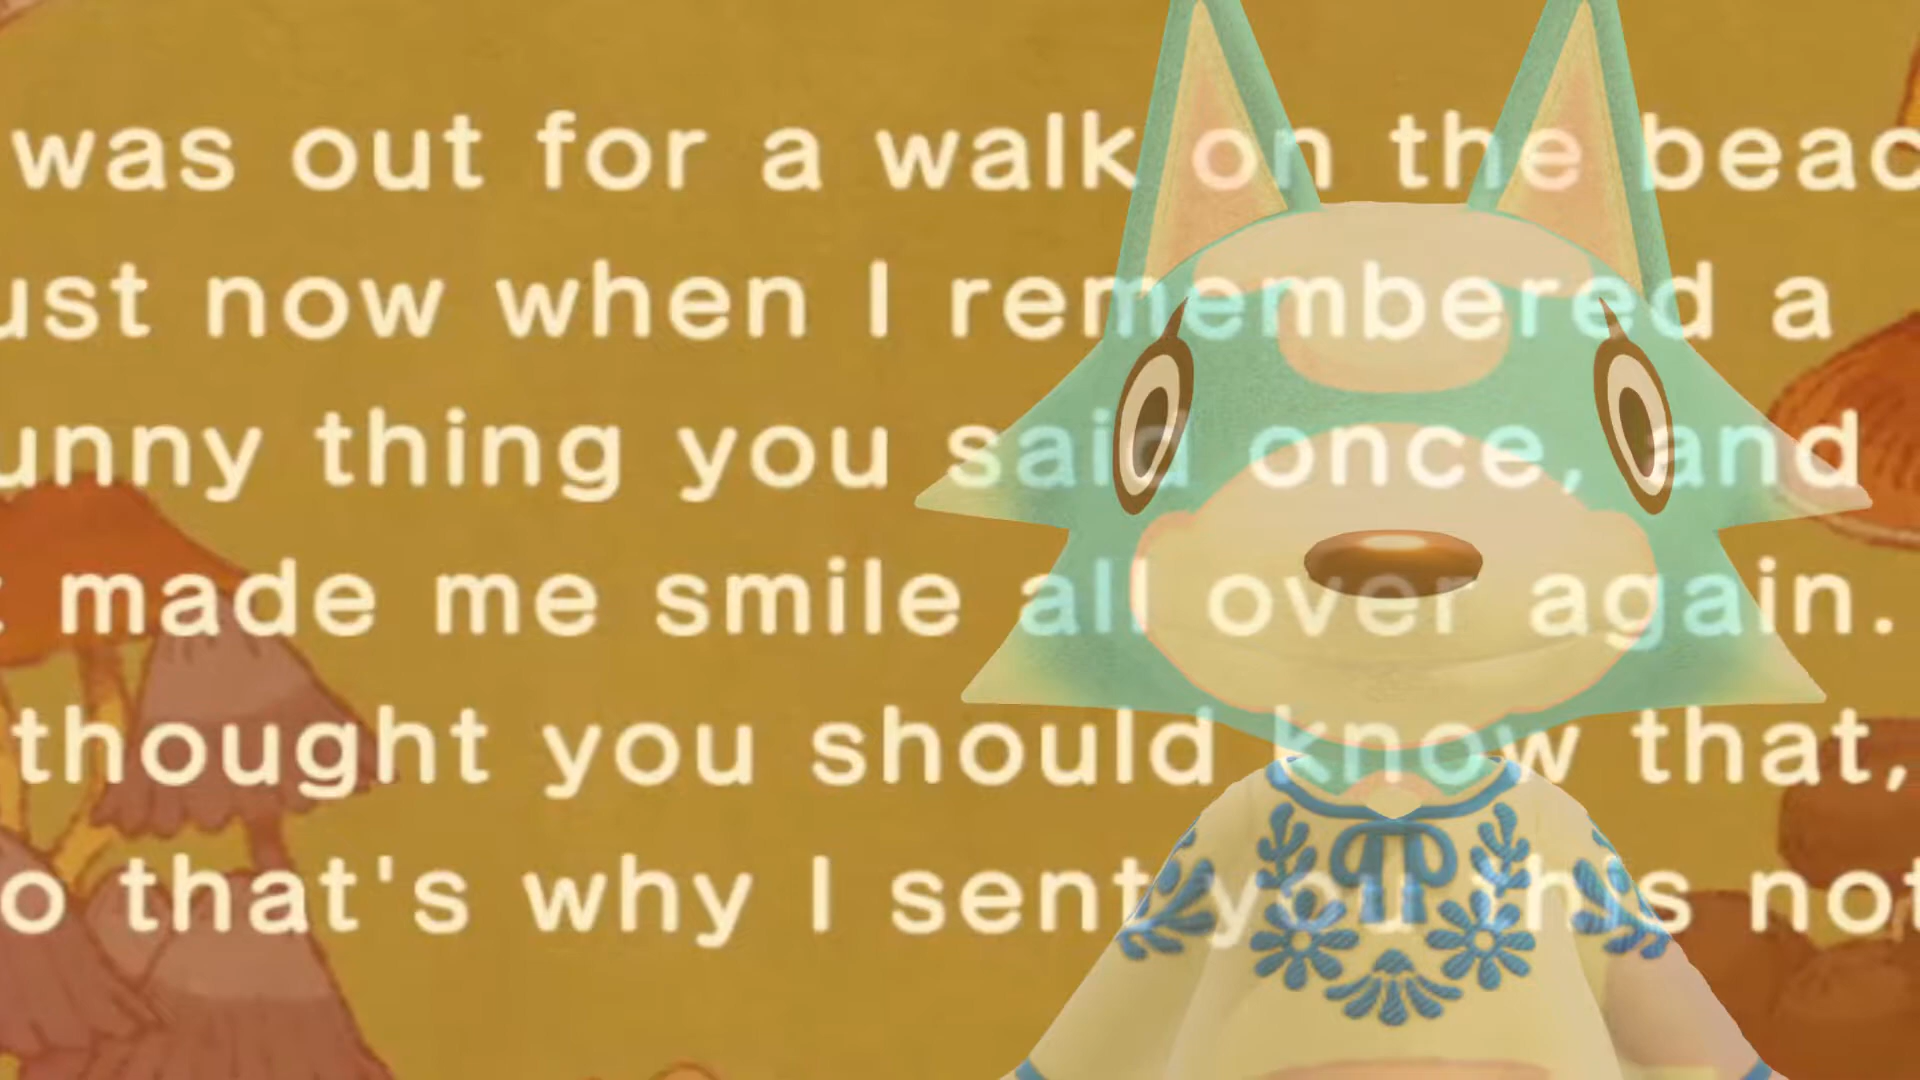 was out for a walk on the beac
ust now when I remembered a
unny thing you said once, and
t made me smile all over again.
thought you should know that,
o that's why I sent you this not